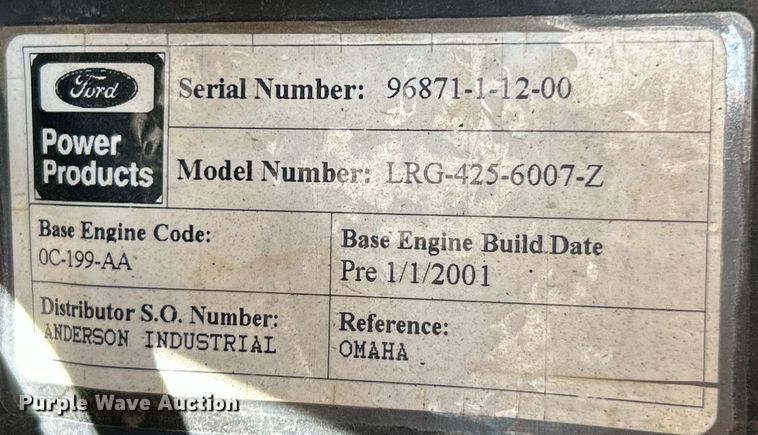 Ford
Power
Products
Serial Number: 96871-1-12-00
Model Number: LRG-425-6007-Z
Base Engine Code:
0C-199-AA
Base Engine Build Date
Pre 1/1/2001
Distributor S.O. Number:
ANDERSON INDUSTRIAL
Reference:
OMAHA
Purple Wave Auction